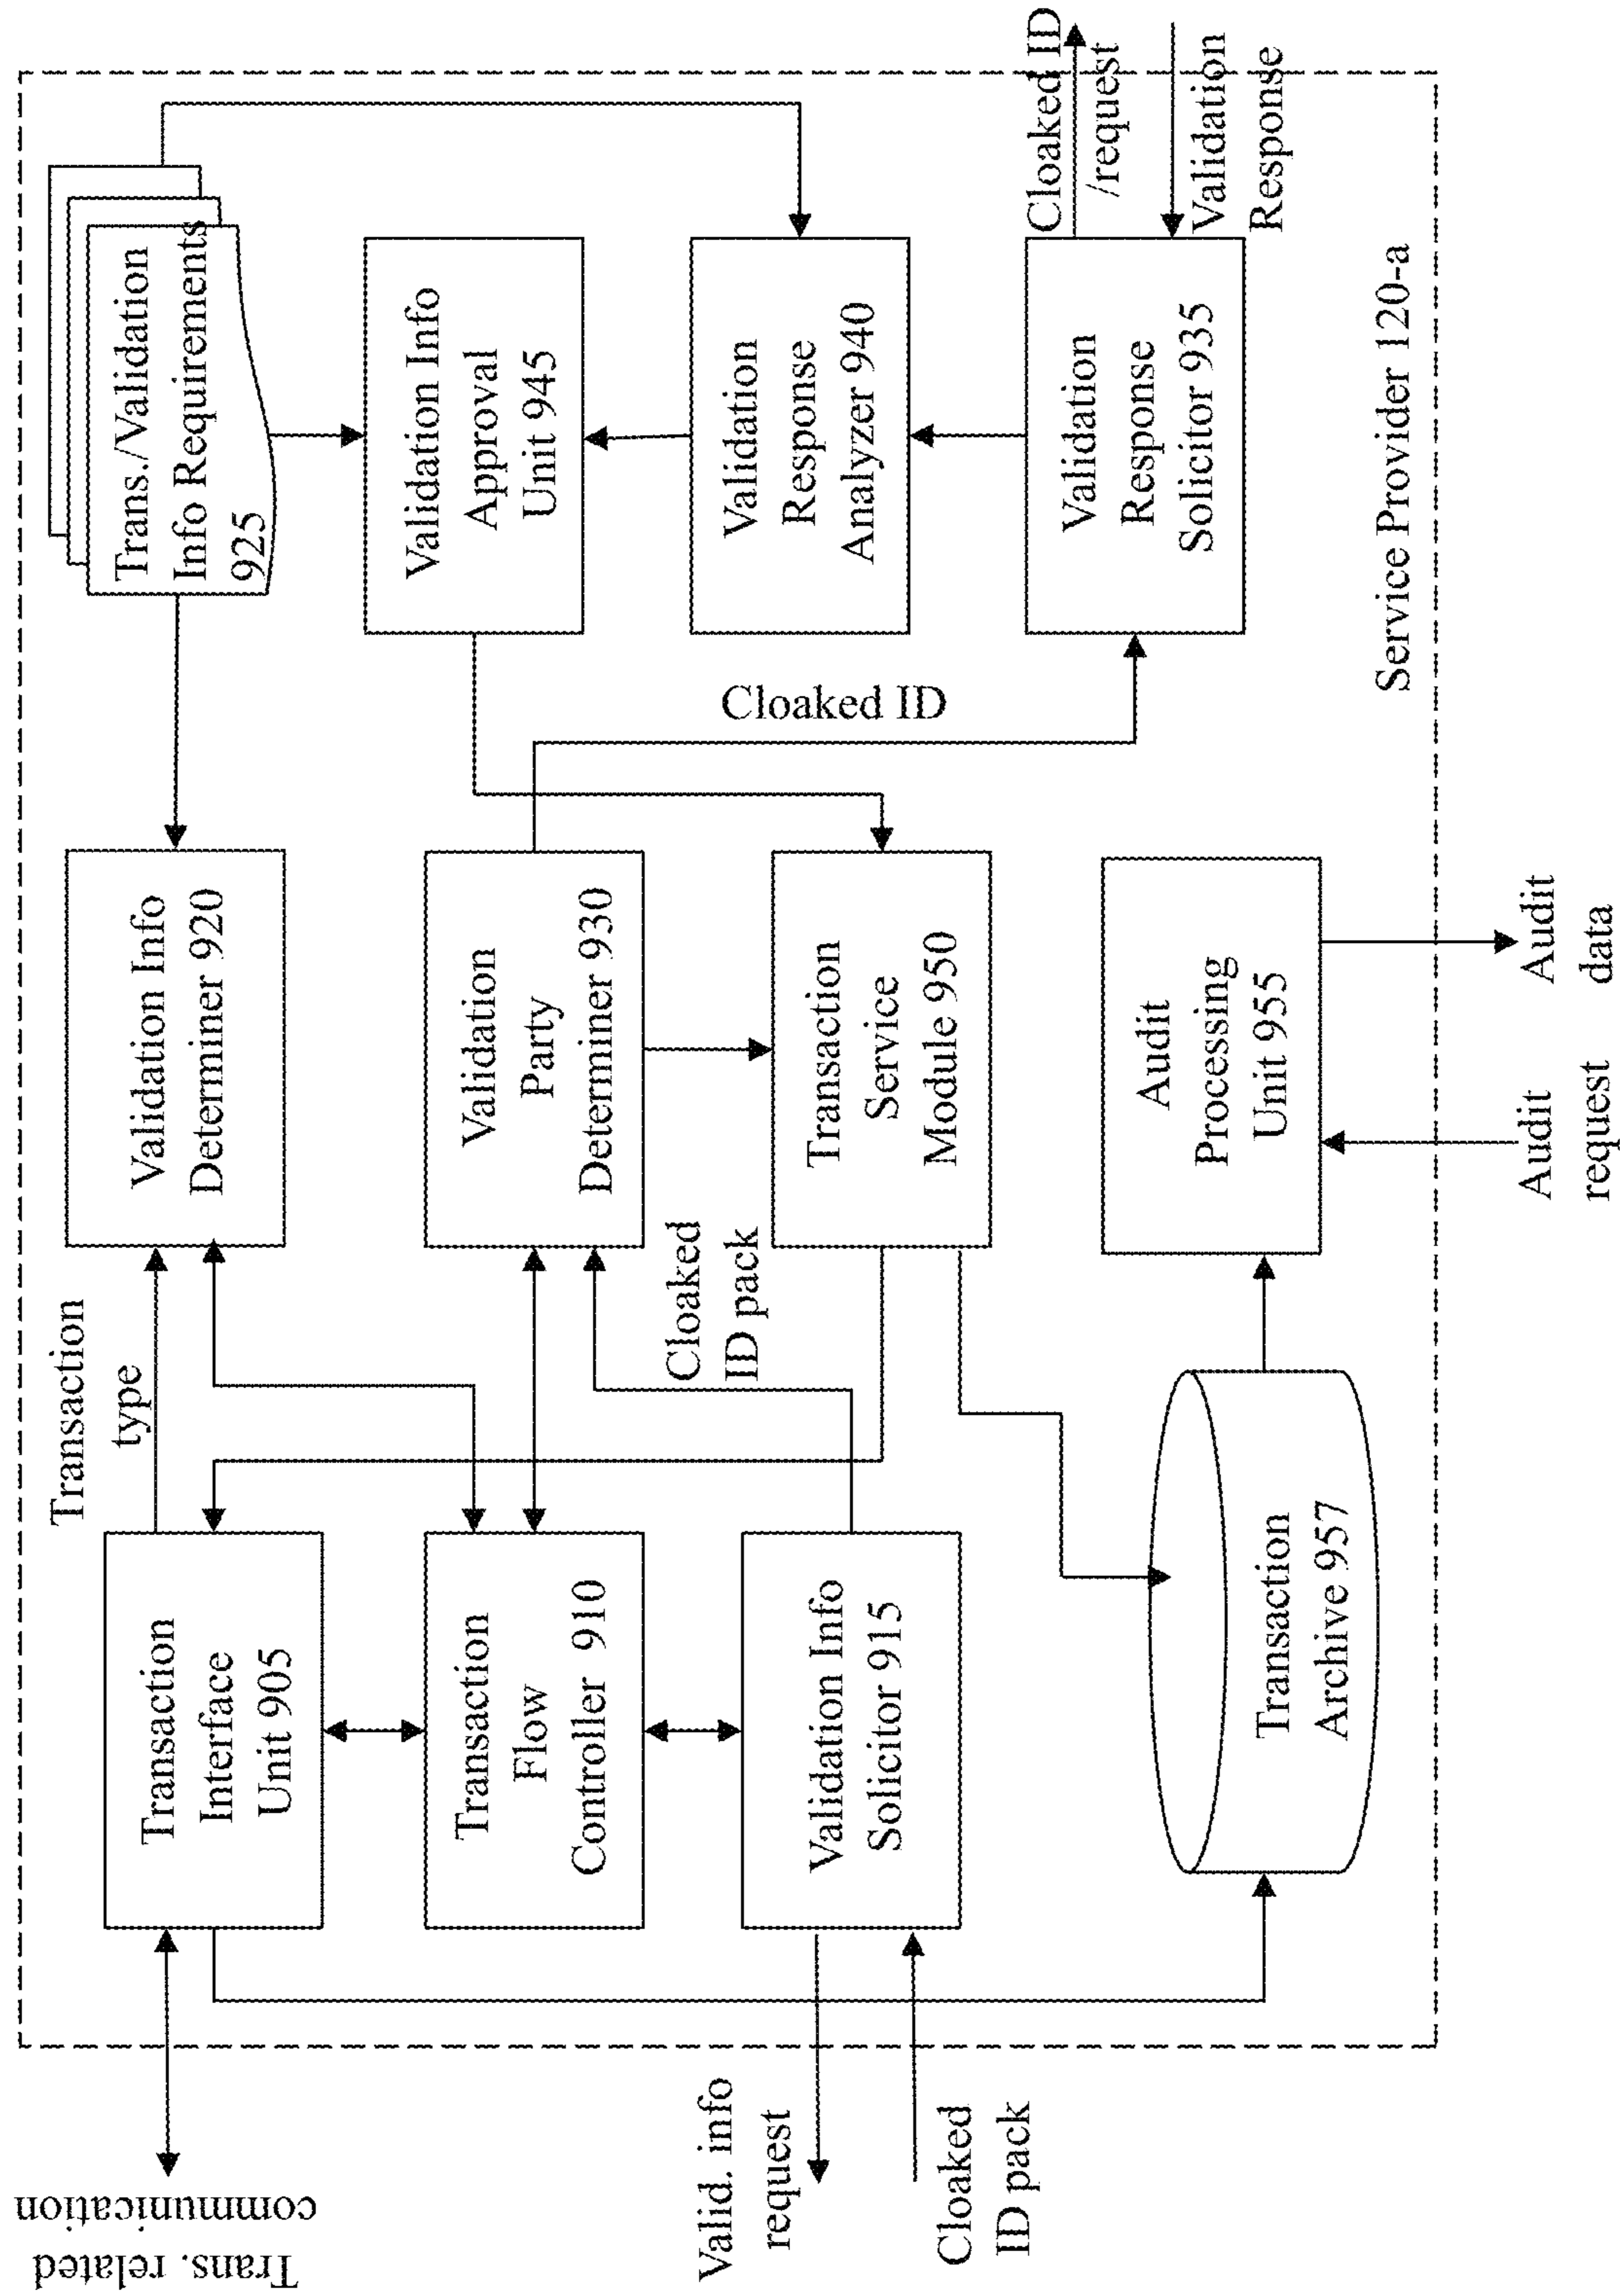 Trans. related
communication
Transaction
Interface
Unit 905
Transaction
type
Validation Info
Determiner 920
Trans./Validation
Info Requirements
925
Transaction
Flow
Controller 910
Validation
Party
Determiner 930
Validation Info
Approval
Unit 945
Valid. info
request
Cloaked
ID pack
Validation Info
Solicitor 915
Cloaked
ID pack
Transaction
Service
Module 950
Cloaked ID
Validation
Response
Analyzer 940
Transaction
Archive 957
Audit
Processing
Unit 955
Validation
Response
Solicitor 935
Cloaked ID
/request
Validation
Response
Service Provider 120-a
Audit
request
Audit
data